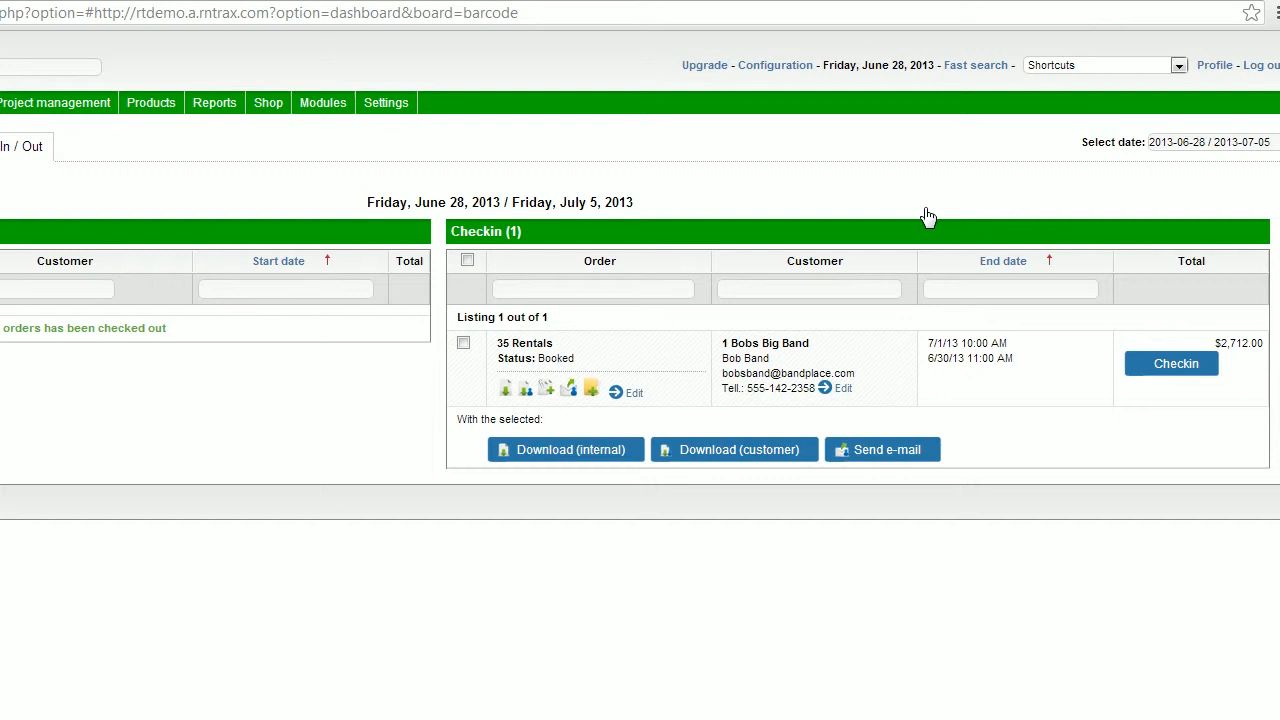 php?option=#http://rtdemo.a.rntrax.com?option=dashboard&board=barcode
Upgrade - Configuration - Friday, June 28, 2013 - Fast search - Shortcuts Profile - Log ou
Project management Products Reports Shop Modules Settings
In / Out
Select date: 2013-06-28 / 2013-07-05
Friday, June 28, 2013 / Friday, July 5, 2013
Checkin (1)
Customer Start date Total
Order Customer End date Total
orders has been checked out
Listing 1 out of 1
35 Rentals
Status: Booked
Edit
1 Bobs Big Band
Bob Band
bobsband@bandplace.com
Tell.: 555-142-2358 Edit
7/1/13 10:00 AM
6/30/13 11:00 AM
$2,712.00
Checkin
With the selected:
Download (internal) Download (customer) Send e-mail